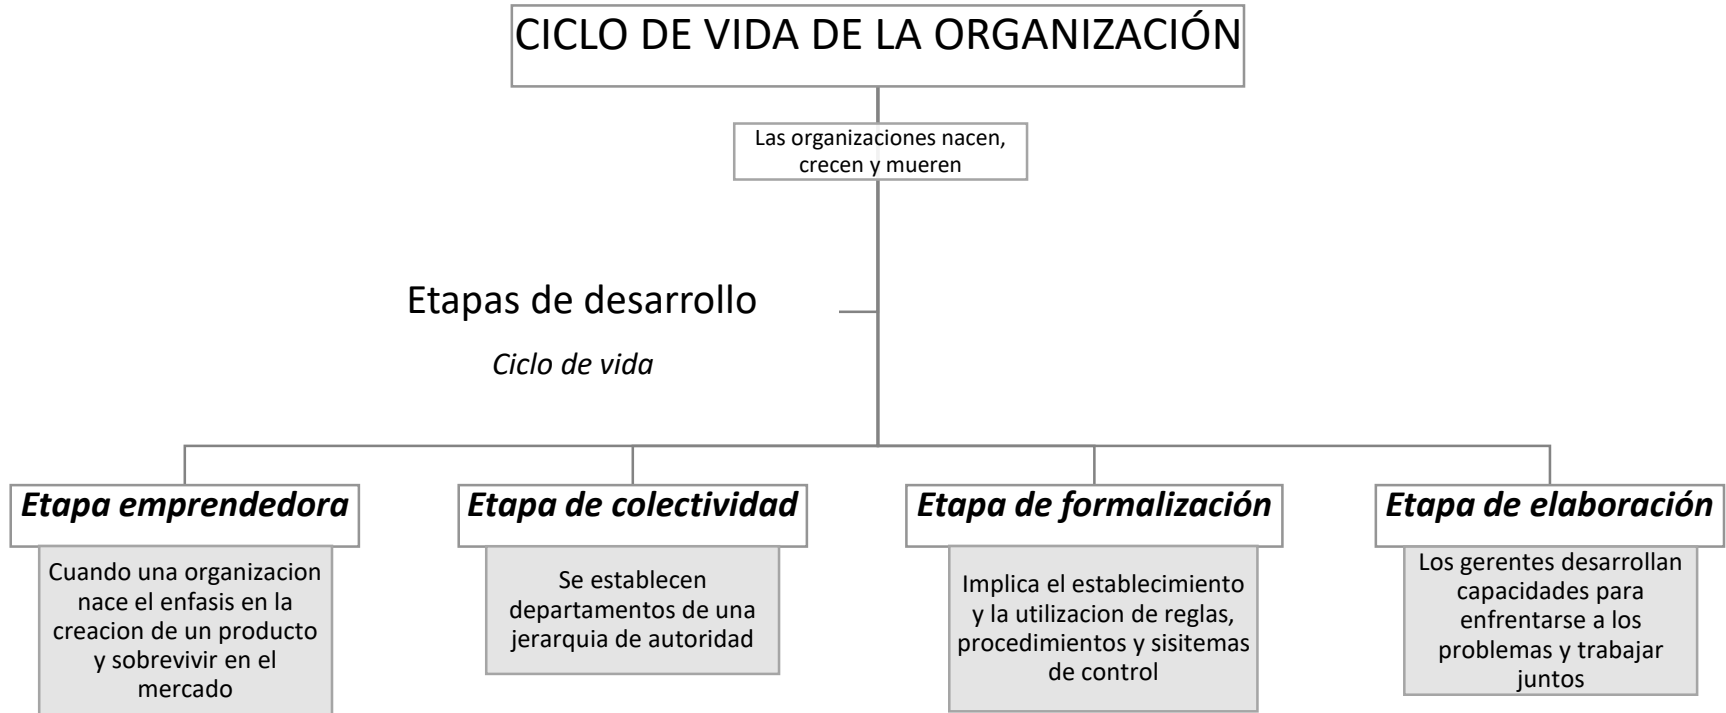 CICLO DE VIDA DE LA ORGANIZACIÓN
Las organizaciones nacen,
crecen y mueren
Etapas de desarrollo
Ciclo de vida
Etapa emprendedora
Cuando una organizacion
nace el enfasis en la
creacion de un producto
y sobrevivir en el
mercado
Etapa de colectividad
Se establecen
departamentos de una
jerarquia de autoridad
Etapa de formalización
Implica el establecimiento
y la utilizacion de reglas,
procedimientos y sisitemas
de control
Etapa de elaboración
Los gerentes desarrollan
capacidades para
enfrentarse a los
problemas y trabajar
juntos